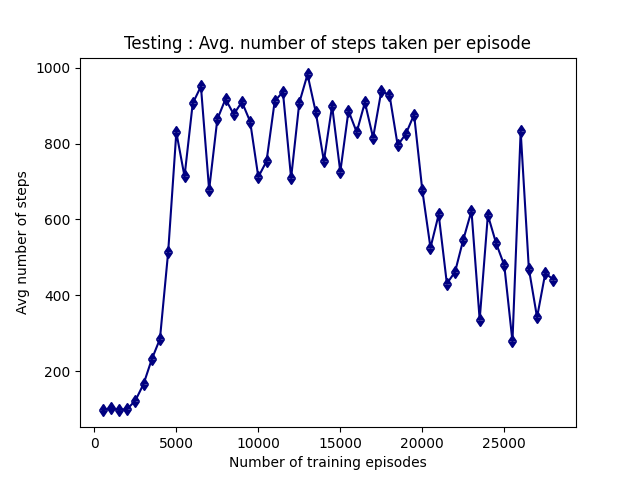 Testing : Avg. number of steps taken per episode
1000
800
600
400
200
Avg number of steps
0 5000 10000 15000 20000 25000
Number of training episodes